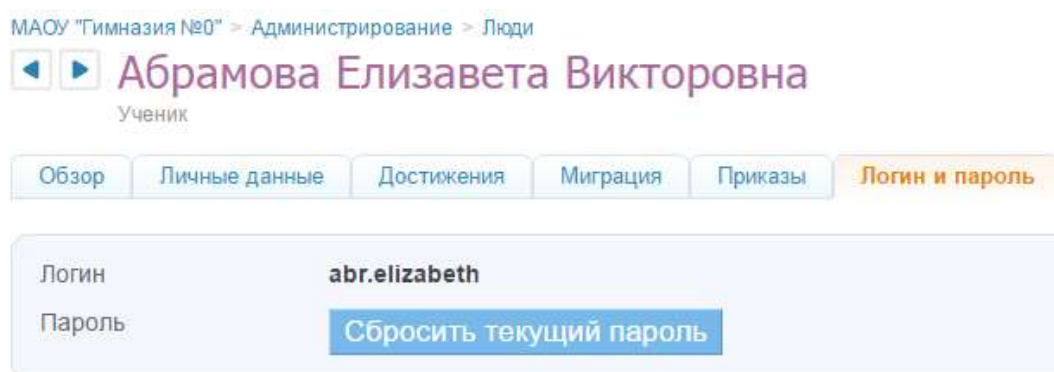 МАОУ "Гимназия №0" > Администрирование > Люди
Абрамова Елизавета Викторовна
Ученик
Обзор Личные данные Достижения Миграция Приказы Логин и пароль
Логин abr.elizabeth
Пароль Сбросить текущий пароль